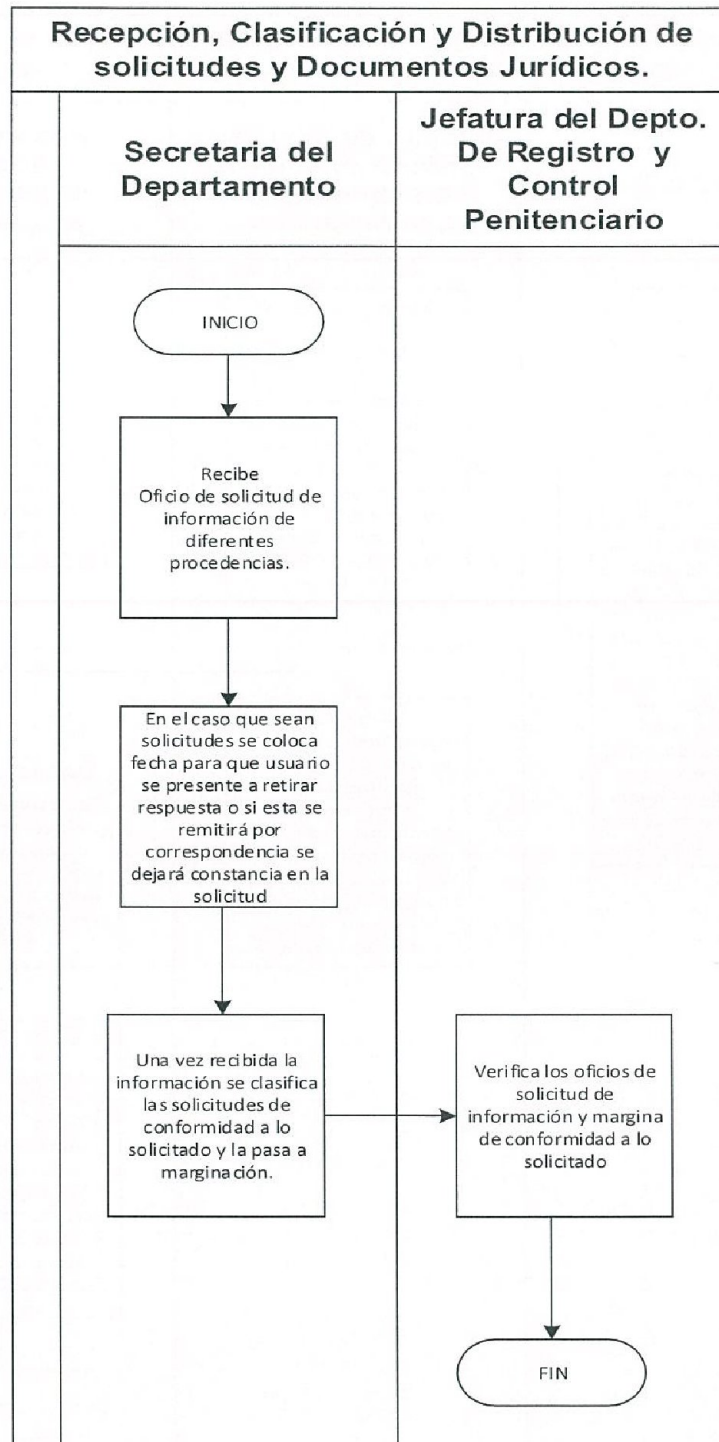 Recepción, Clasificación y Distribución de
solicitudes y Documentos Jurídicos.
Secretaria del
Departamento
Jefatura del Depto.
De Registro y
Control
Penitenciario
INICIO
Recibe
Oficio de solicitud de
información de
diferentes
procedencias.
En el caso que sean
solicitudes se coloca
fecha para que usuario
se presente a retirar
respuesta o si esta se
remitirá por
correspondencia se
dejará constancia en la
solicitud
Una vez recibida la
información se clasifica
las solicitudes de
conformidad a lo
solicitado y la pasa a
marginación.
Verifica los oficios de
solicitud de
información y margina
de conformidad a lo
solicitado
FIN